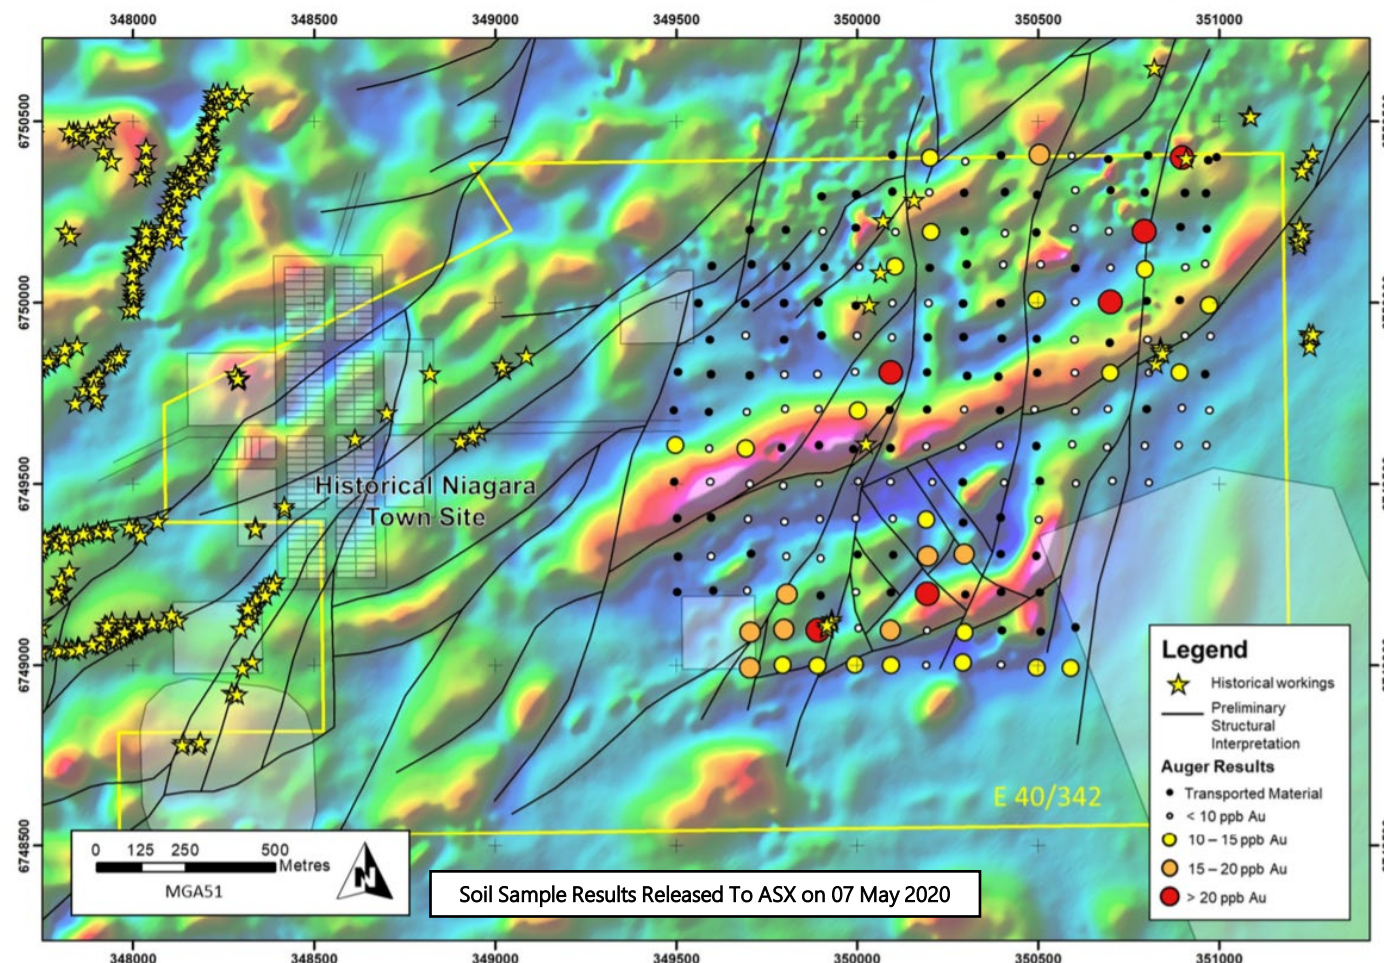 348000 348500 349000 349500 350000 350500 351000
6750500
6750000
6749500
6749000
6748500
Historical Niagara
Town Site
E 40/342
Legend
Historical workings
Preliminary
Structural
Interpretation
Auger Results
Transported Material
< 10 ppb Au
10 – 15 ppb Au
15 – 20 ppb Au
> 20 ppb Au
0 125 250 500
Metres
MGA51
N
Soil Sample Results Released To ASX on 07 May 2020
348000 348500 349000 349500 350000 350500 351000